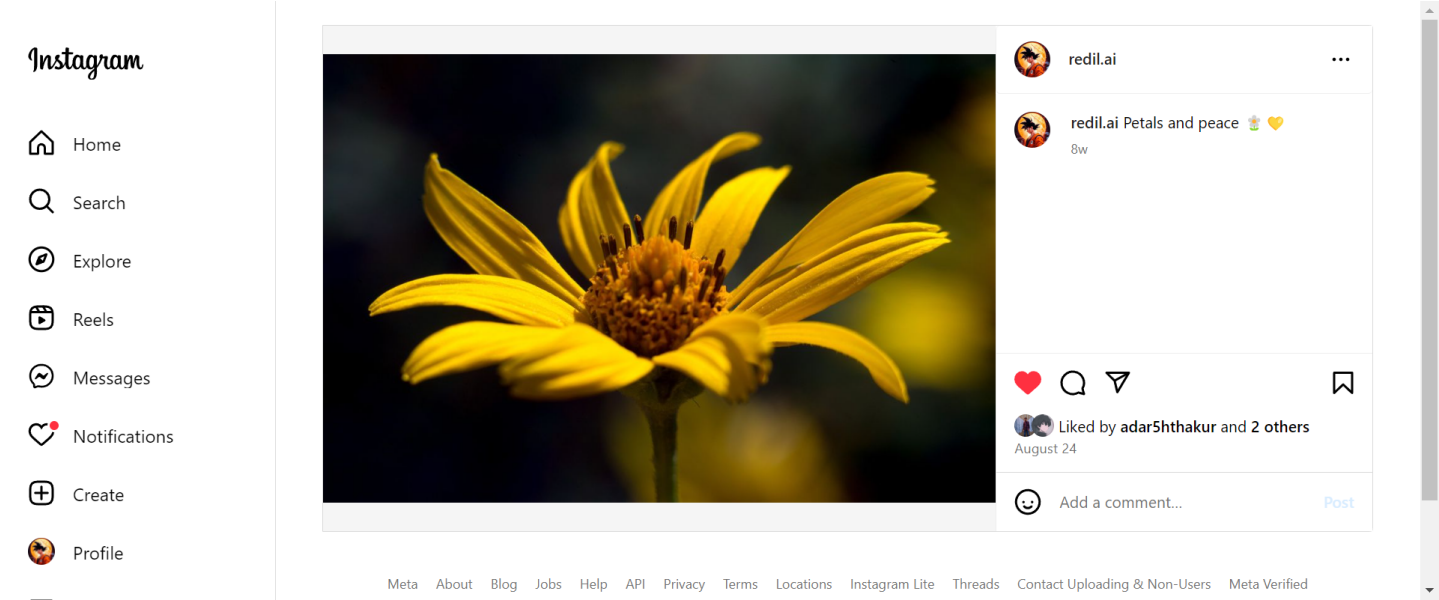 Instagram
Home
Search
Explore
Reels
Messages
Notifications
Create
Profile
redil.ai
redil.ai Petals and peace 🌼 💛
8w
Liked by adar5hthakur and 2 others
August 24
Add a comment...
Post
Meta About Blog Jobs Help API Privacy Terms Locations Instagram Lite Threads Contact Uploading & Non-Users Meta Verified